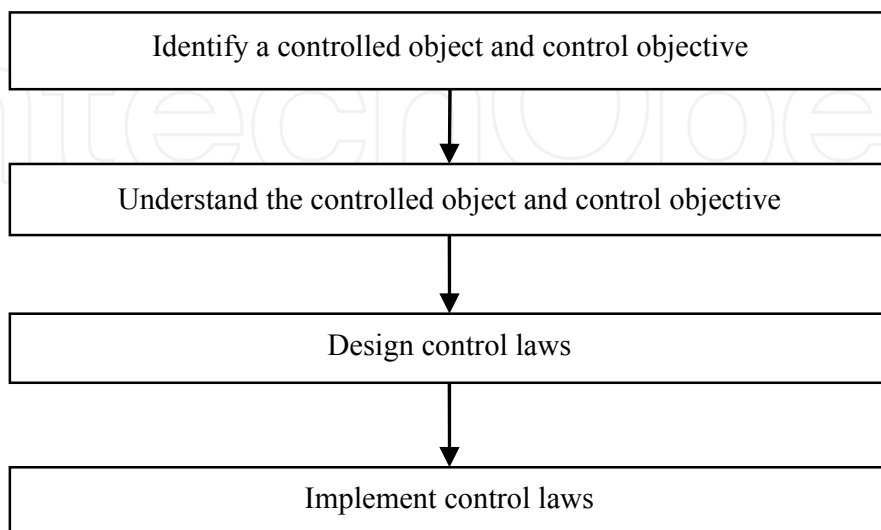 Identify a controlled object and control objective
Understand the controlled object and control objective
Design control laws
Implement control laws